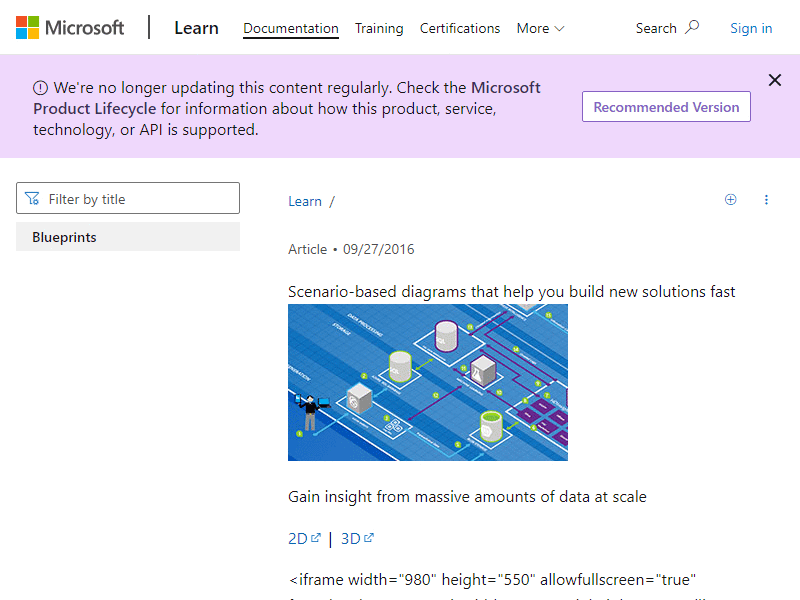 Microsoft Learn Documentation Training Certifications More Search Sign in
We're no longer updating this content regularly. Check the Microsoft
Product Lifecycle for information about how this product, service,
technology, or API is supported.
Recommended Version
Filter by title
Blueprints
Learn /
Article • 09/27/2016
Scenario-based diagrams that help you build new solutions fast
DATA PROCESSING
STORAGE
Gain insight from massive amounts of data at scale
2D | 3D
<iframe width="980" height="550" allowfullscreen="true"